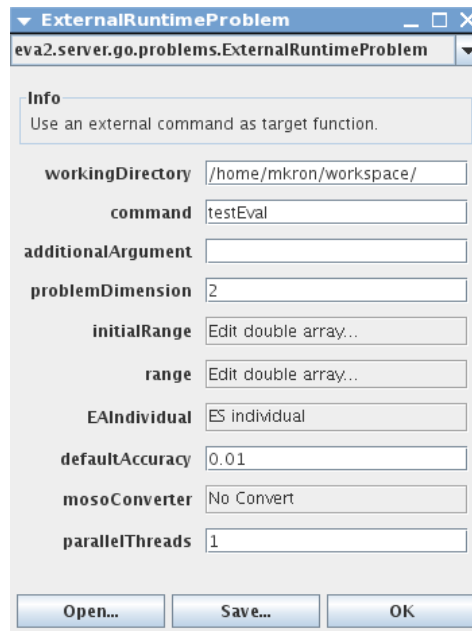 ExternalRuntimeProblem
eva2.server.go.problems.ExternalRuntimeProblem
Info
Use an external command as target function.
workingDirectory /home/mkron/workspace/
command testEval
additionalArgument
problemDimension 2
initialRange Edit double array...
range Edit double array...
EAIndividual ES individual
defaultAccuracy 0.01
mosoConverter No Convert
parallelThreads 1
Open... Save... OK